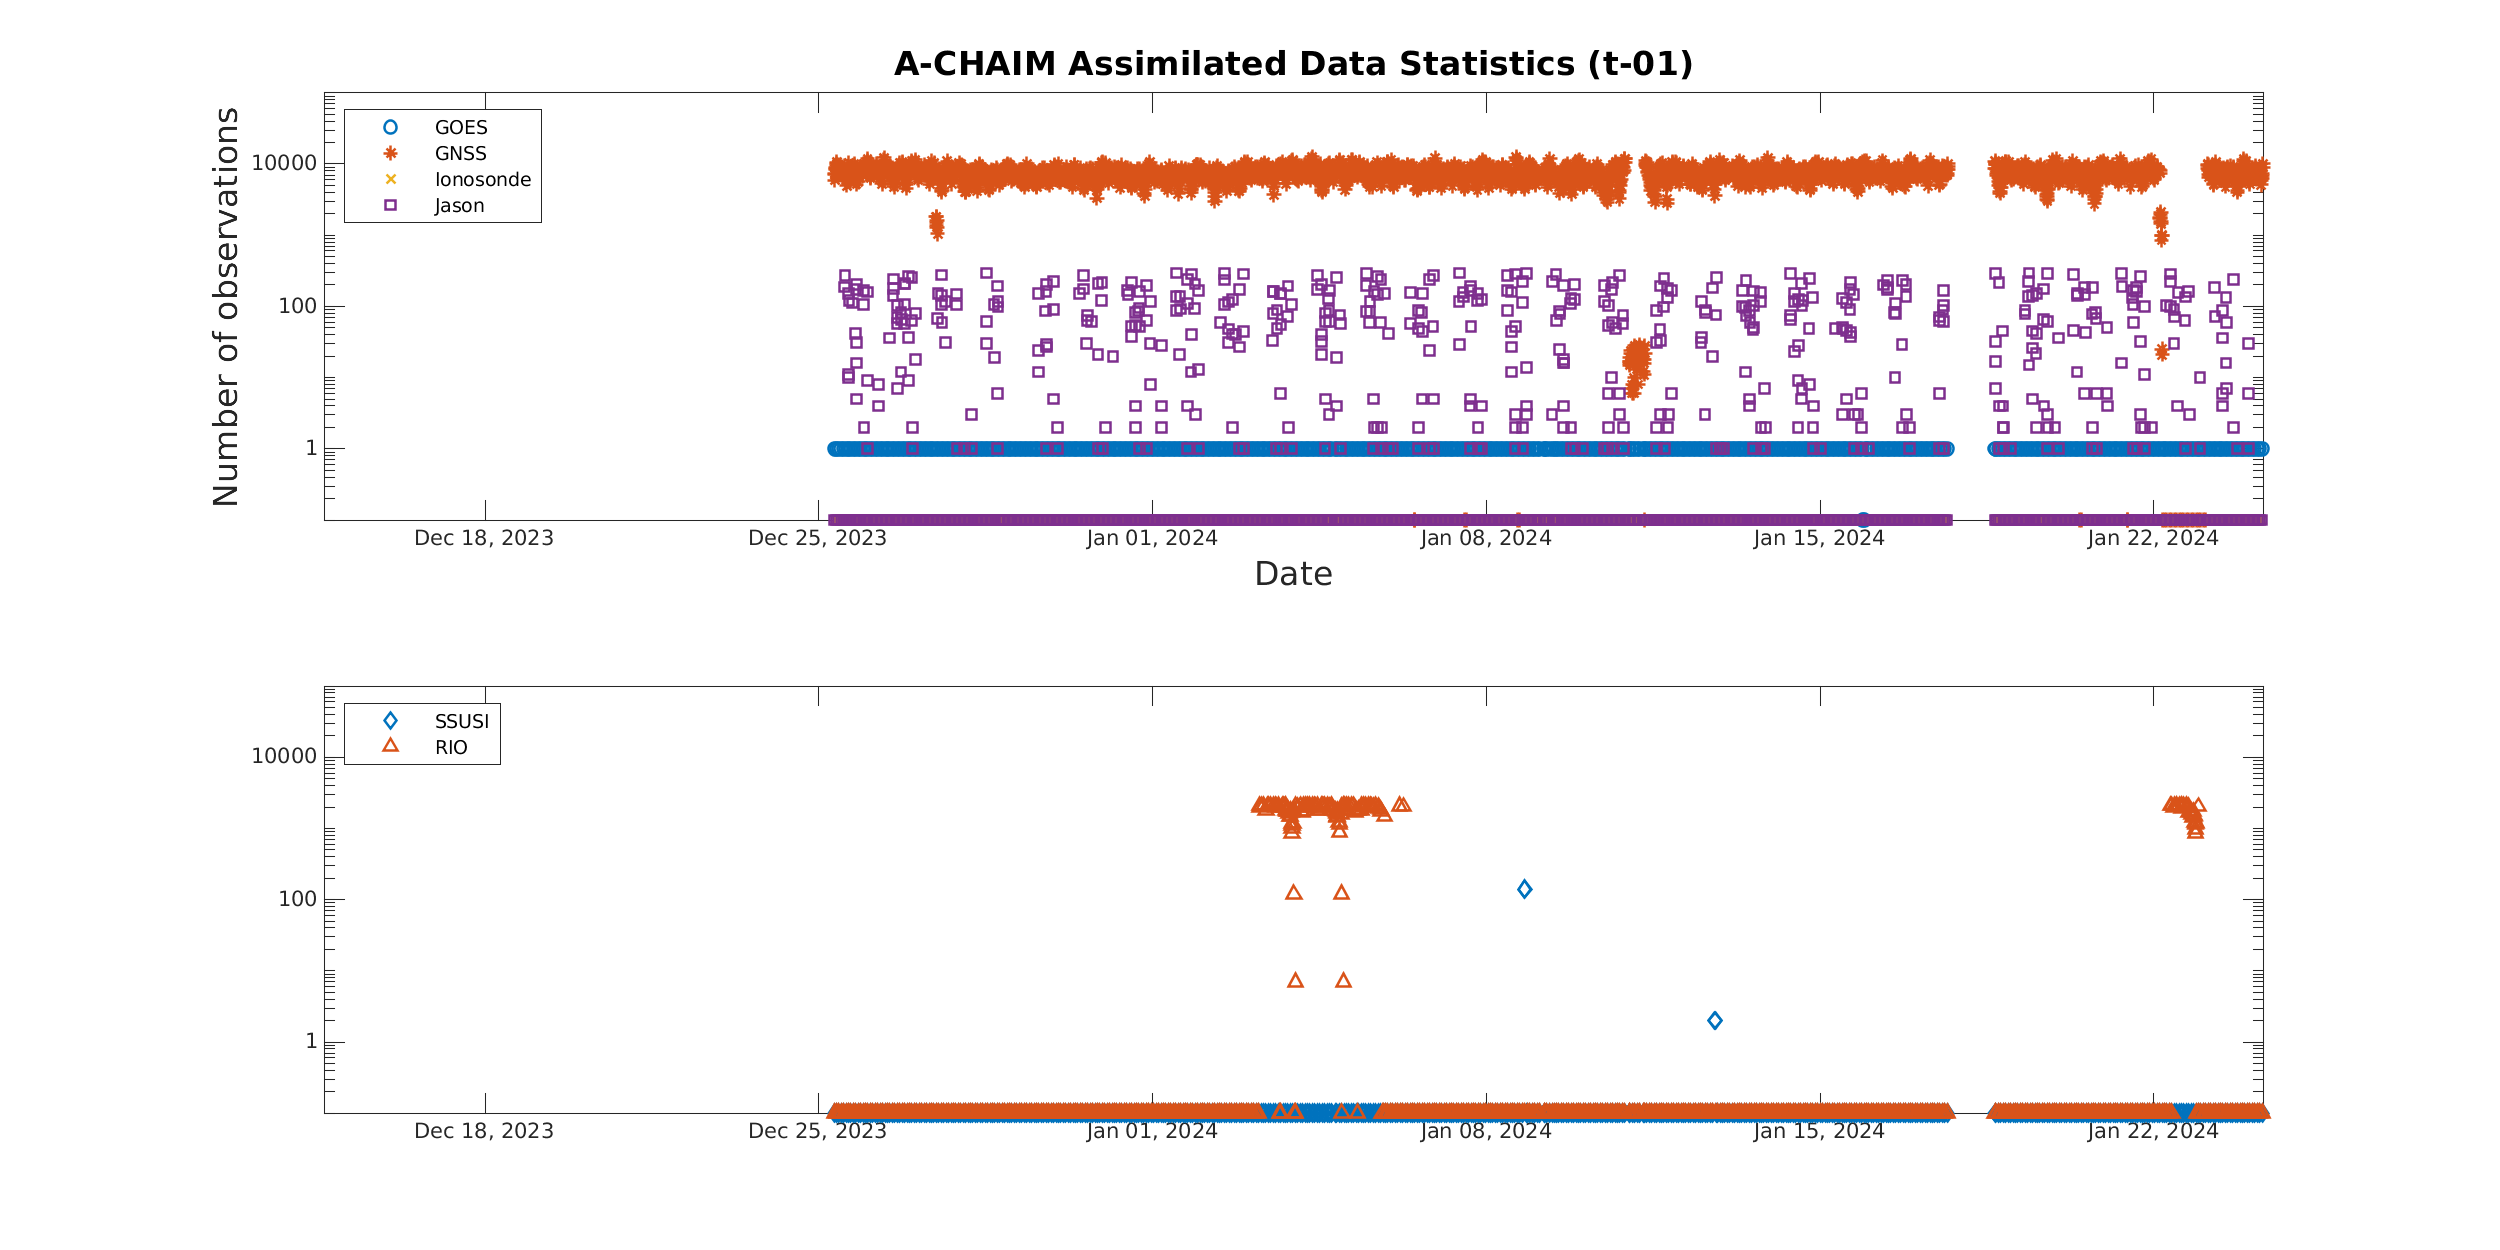 A-CHAIM Assimilated Data Statistics (t-01)
Number of observations
10000
100
1
GOES
GNSS
Ionosonde
Jason
Dec 18, 2023
Dec 25, 2023
Jan 01, 2024
Jan 08, 2024
Jan 15, 2024
Jan 22, 2024
Date
10000
100
1
SSUSI
RIO
Dec 18, 2023
Dec 25, 2023
Jan 01, 2024
Jan 08, 2024
Jan 15, 2024
Jan 22, 2024